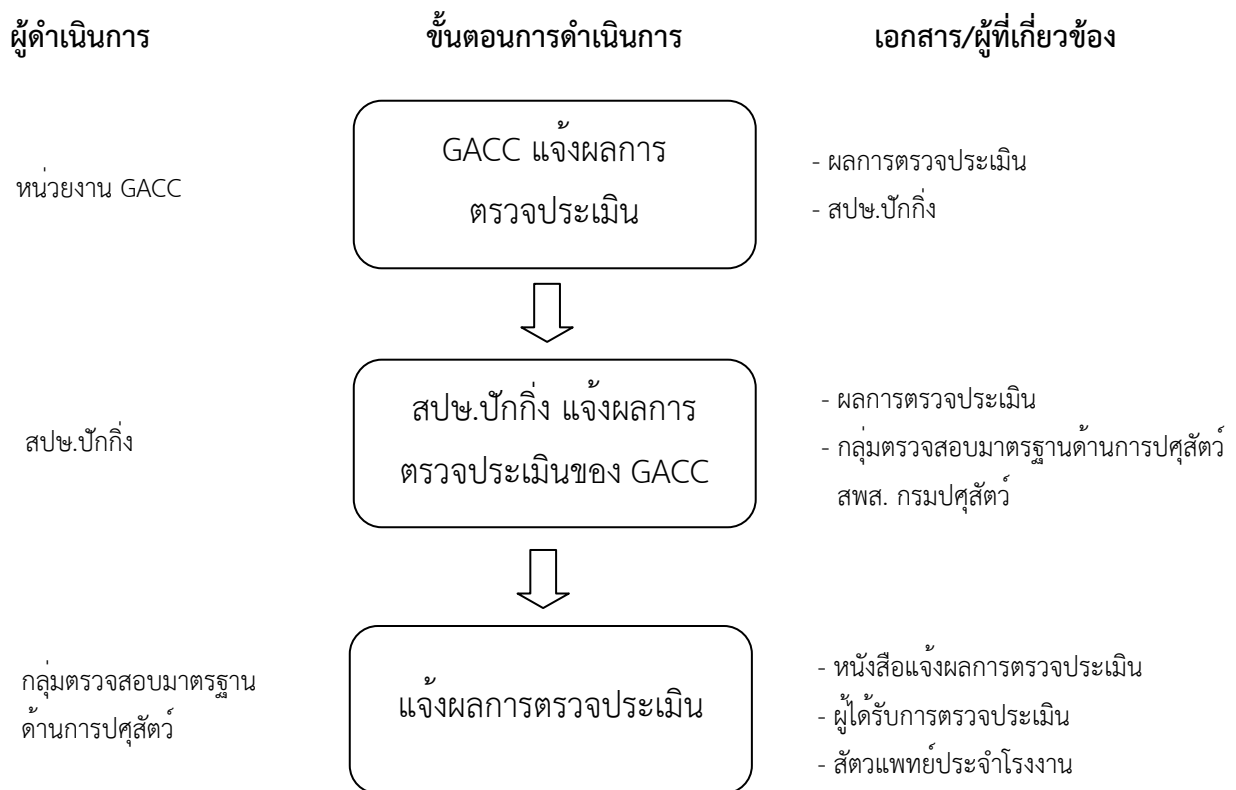 ผู้ดำเนินการ ขั้นตอนการดำเนินการ เอกสาร/ผู้ที่เกี่ยวข้อง
หน่วยงาน GACC
GACC แจ้งผลการ
ตรวจประเมิน
- ผลการตรวจประเมิน
- สปษ.ปักกิ่ง
สปษ.ปักกิ่ง
สปษ.ปักกิ่ง แจ้งผลการ
ตรวจประเมินของ GACC
- ผลการตรวจประเมิน
- กลุ่มตรวจสอบมาตรฐานด้านการปศุสัตว์
สพส. กรมปศุสัตว์
กลุ่มตรวจสอบมาตรฐาน
ด้านการปศุสัตว์
แจ้งผลการตรวจประเมิน
- หนังสือแจ้งผลการตรวจประเมิน
- ผู้ได้รับการตรวจประเมิน
- สัตวแพทย์ประจำโรงงาน